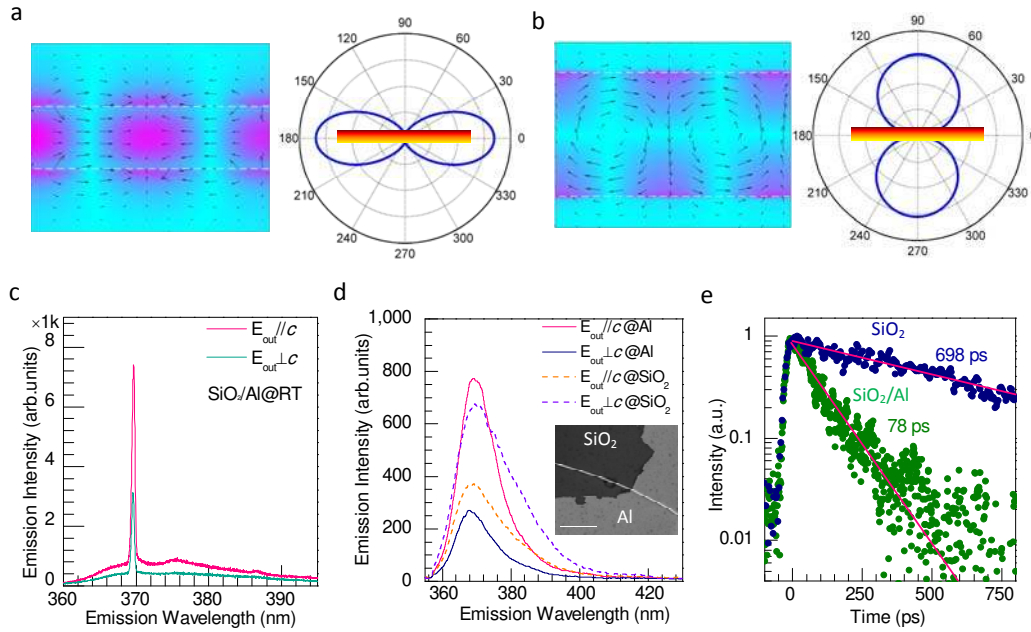 a
90
120
60
30
180
0
330
240
300
270
b
90
120
60
30
180
0
330
240
300
270
c
×1k
8
6
4
2
0
360
370
380
390
Emission Intensity (arb.units)
Emission Wavelength (nm)
E_out//c
E_out⊥c
SiO₂/Al@RT
d
1,000
800
600
400
200
0
360
380
400
420
Emission Intensity (arb.units)
Emission Wavelength (nm)
E_out//c @Al
E_out⊥c @Al
E_out//c @SiO₂
E_out⊥c @SiO₂
SiO₂
Al
e
1
0.1
0.01
0
250
500
750
Intensity (a.u.)
Time (ps)
SiO₂
698 ps
SiO₂/Al
78 ps